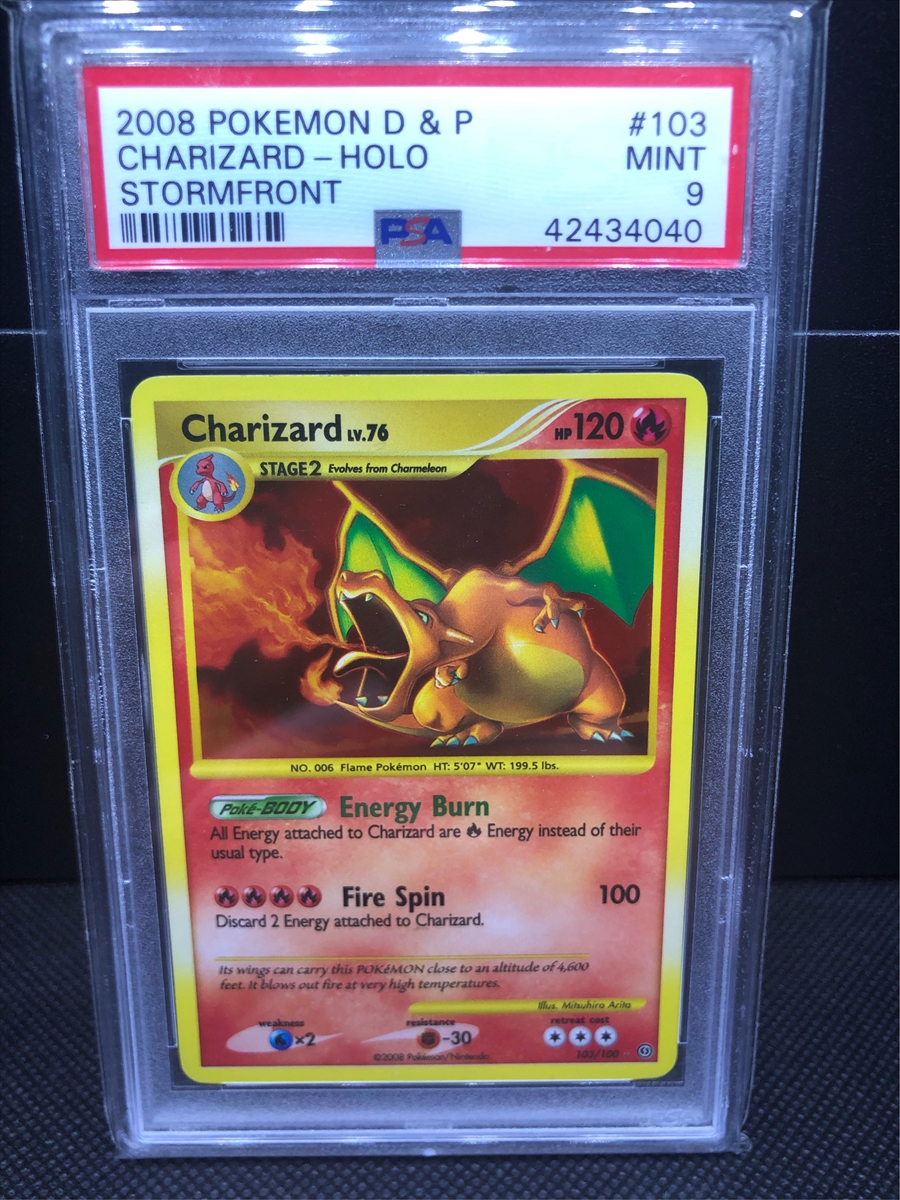 2008 POKEMON D & P #103
CHARIZARD – HOLO MINT
STORMFRONT 9
PSA 42434040
Charizard LV.76 HP 120
STAGE2 Evolves from Charmeleon
NO. 006 Flame Pokémon HT: 5'07" WT: 199.5 lbs.
Poké-BODY Energy Burn
All Energy attached to Charizard are Energy instead of their
usual type.
Fire Spin 100
Discard 2 Energy attached to Charizard.
Its wings can carry this POKéMON close to an altitude of 4,600
feet. It blows out fire at very high temperatures.
Illus. Mitsuhiro Arita
weakness resistance retreat cost
×2 -30
©2008 Pokémon/Nintendo 103/100